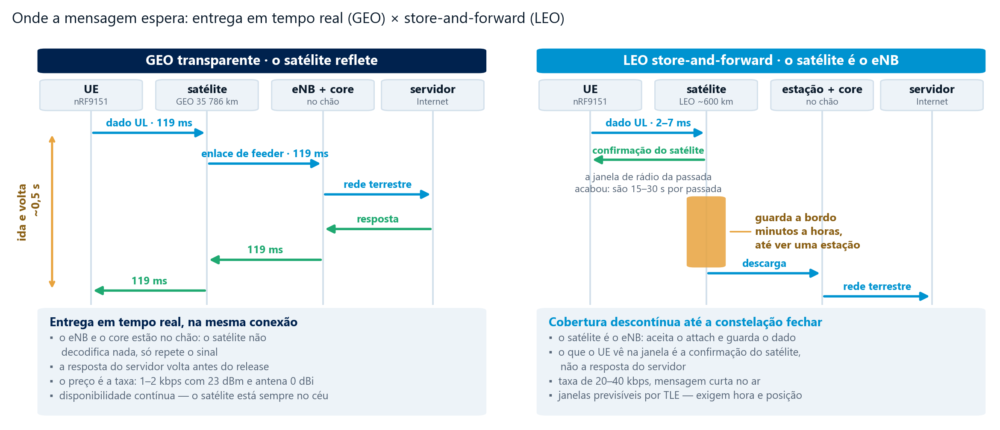 Onde a mensagem espera: entrega em tempo real (GEO) × store-and-forward (LEO)
GEO transparente · o satélite reflete
UE
nRF9151
satélite
GEO 35 786 km
eNB + core
no chão
servidor
Internet
dado UL · 119 ms
enlace de feeder · 119 ms
rede terrestre
resposta
119 ms
119 ms
ida e volta
~0,5 s
Entrega em tempo real, na mesma conexão
▪ o eNB e o core estão no chão: o satélite não
decodifica nada, só repete o sinal
▪ a resposta do servidor volta antes do release
▪ o preço é a taxa: 1–2 kbps com 23 dBm e antena 0 dBi
▪ disponibilidade contínua — o satélite está sempre no céu
LEO store-and-forward · o satélite é o eNB
UE
nRF9151
satélite
LEO ~600 km
estação + core
no chão
servidor
Internet
dado UL · 2–7 ms
confirmação do satélite
a janela de rádio da passada
acabou: são 15–30 s por passada
guarda a bordo
minutos a horas,
até ver uma estação
descarga
rede terrestre
Cobertura descontínua até a constelação fechar
▪ o satélite é o eNB: aceita o attach e guarda o dado
▪ o que o UE vê na janela é a confirmação do satélite,
não a resposta do servidor
▪ taxa de 20–40 kbps, mensagem curta no ar
▪ janelas previsíveis por TLE — exigem hora e posição